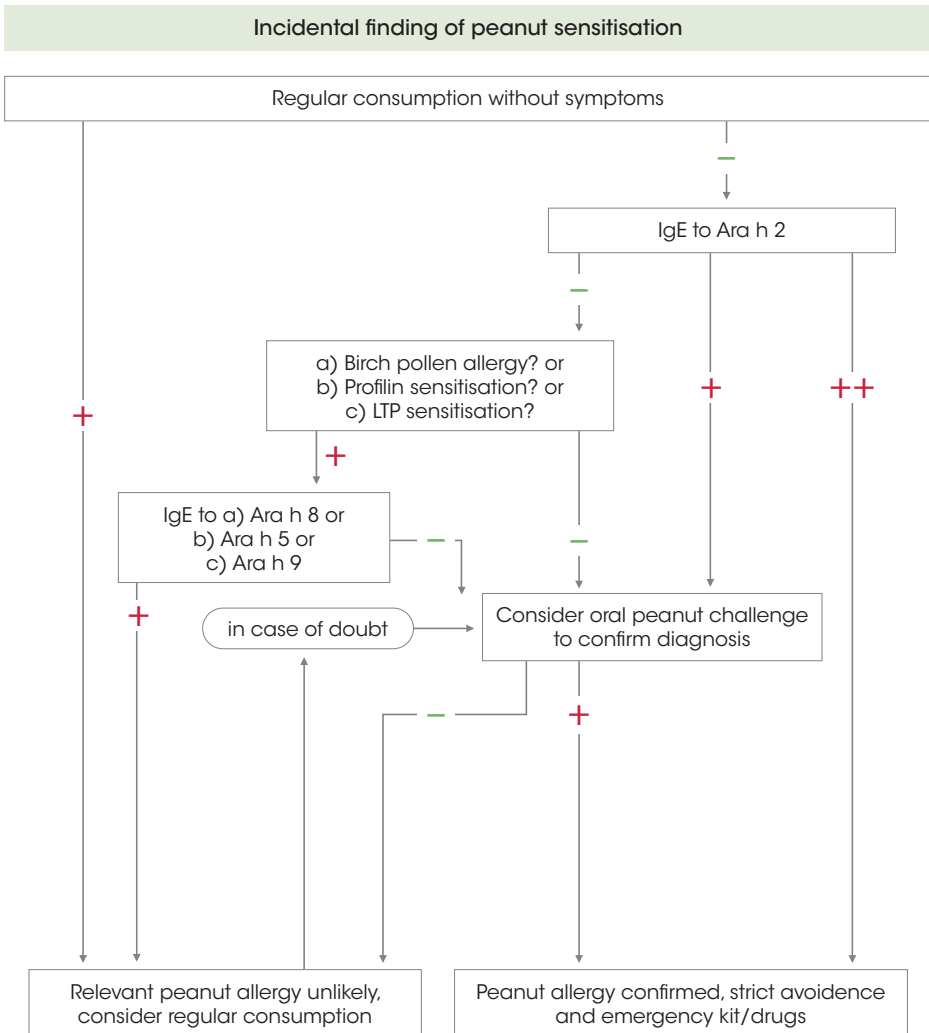 Incidental finding of peanut sensitisation
Regular consumption without symptoms
−
IgE to Ara h 2
−
a) Birch pollen allergy? or
b) Profilin sensitisation? or
c) LTP sensitisation?
+
+
++
+
IgE to a) Ara h 8 or
b) Ara h 5 or
c) Ara h 9
−
−
+
in case of doubt
Consider oral peanut challenge
to confirm diagnosis
−
+
Relevant peanut allergy unlikely,
consider regular consumption
Peanut allergy confirmed, strict avoidence
and emergency kit/drugs